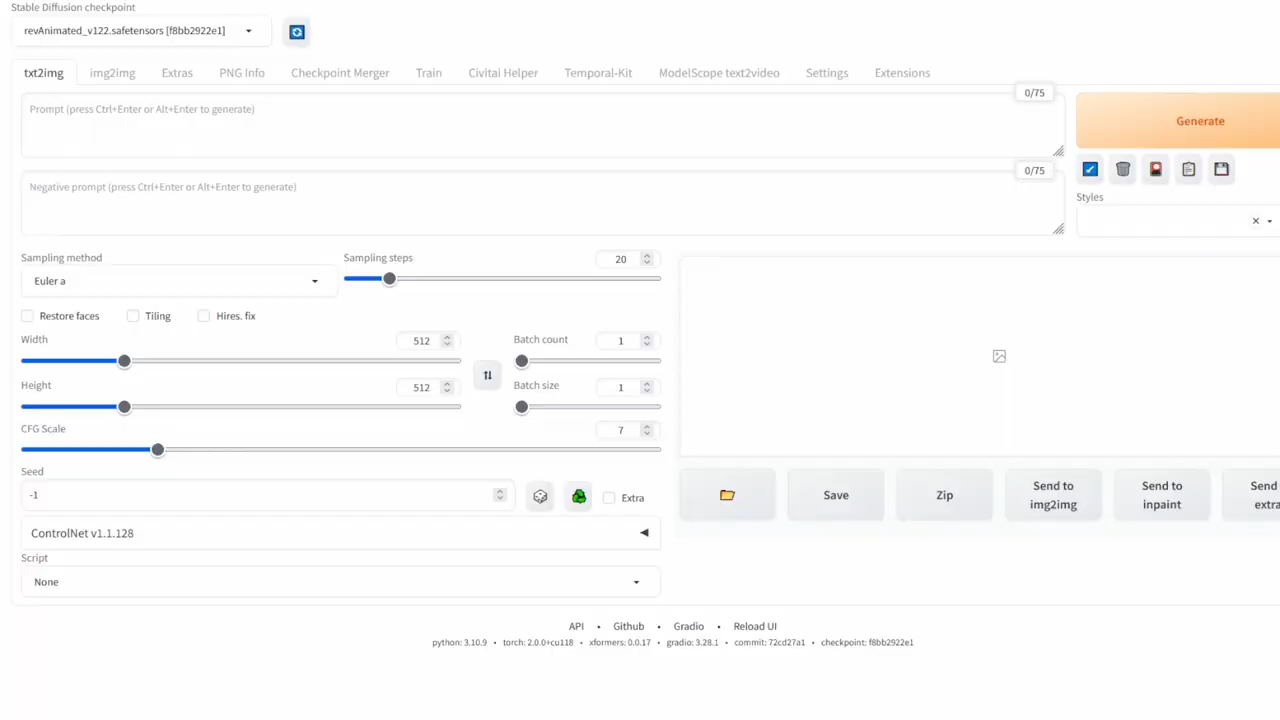 Stable Diffusion checkpoint
revAnimated_v122.safetensors [f8bb2922e1]
txt2img img2img Extras PNG Info Checkpoint Merger Train Civitai Helper Temporal-Kit ModelScope text2video Settings Extensions
0/75
Prompt (press Ctrl+Enter or Alt+Enter to generate)
Generate
0/75
Negative prompt (press Ctrl+Enter or Alt+Enter to generate)
Styles
Sampling method
Euler a
Sampling steps 20
Restore faces Tiling Hires. fix
Width 512 Batch count 1
Height 512 Batch size 1
CFG Scale 7
Seed
-1
Extra
Save Zip Send to img2img Send to inpaint Send extra
ControlNet v1.1.128
Script
None
API • Github • Gradio • Reload UI
python: 3.10.9 • torch: 2.0.0+cu118 • xformers: 0.0.17 • gradio: 3.28.1 • commit: 72cd27a1 • checkpoint: f8bb2922e1